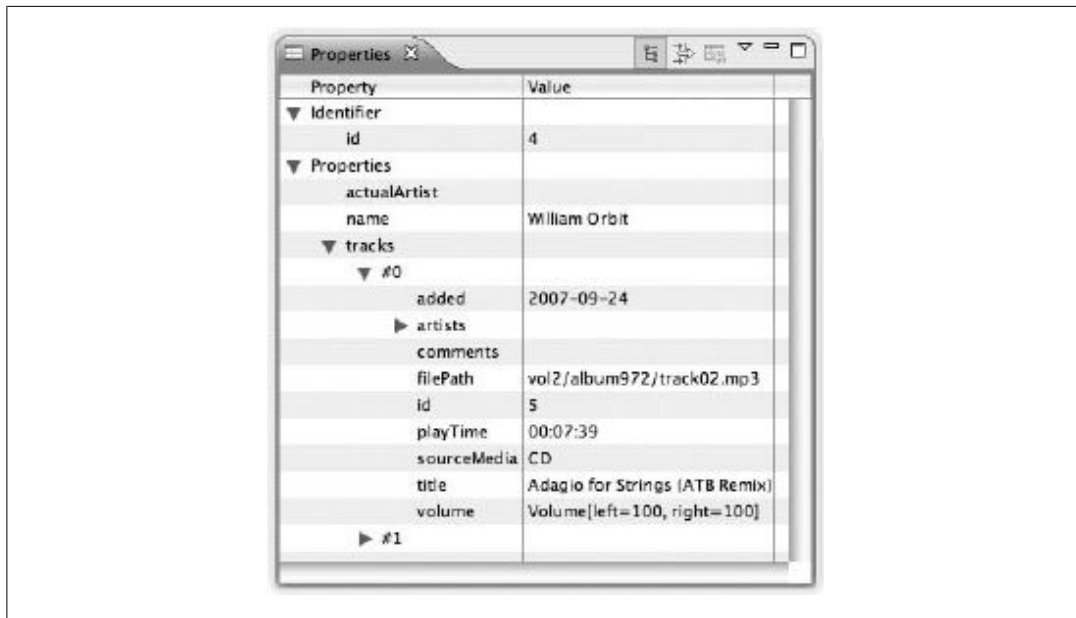 Properties
Property Value
Identifier
id 4
Properties
actualArtist
name William Orbit
tracks
#0
added 2007-09-24
artists
comments
filePath vol2/album972/track02.mp3
id 5
playTime 00:07:39
sourceMedia CD
title Adagio for Strings (ATB Remix)
volume Volume[left=100, right=100]
#1